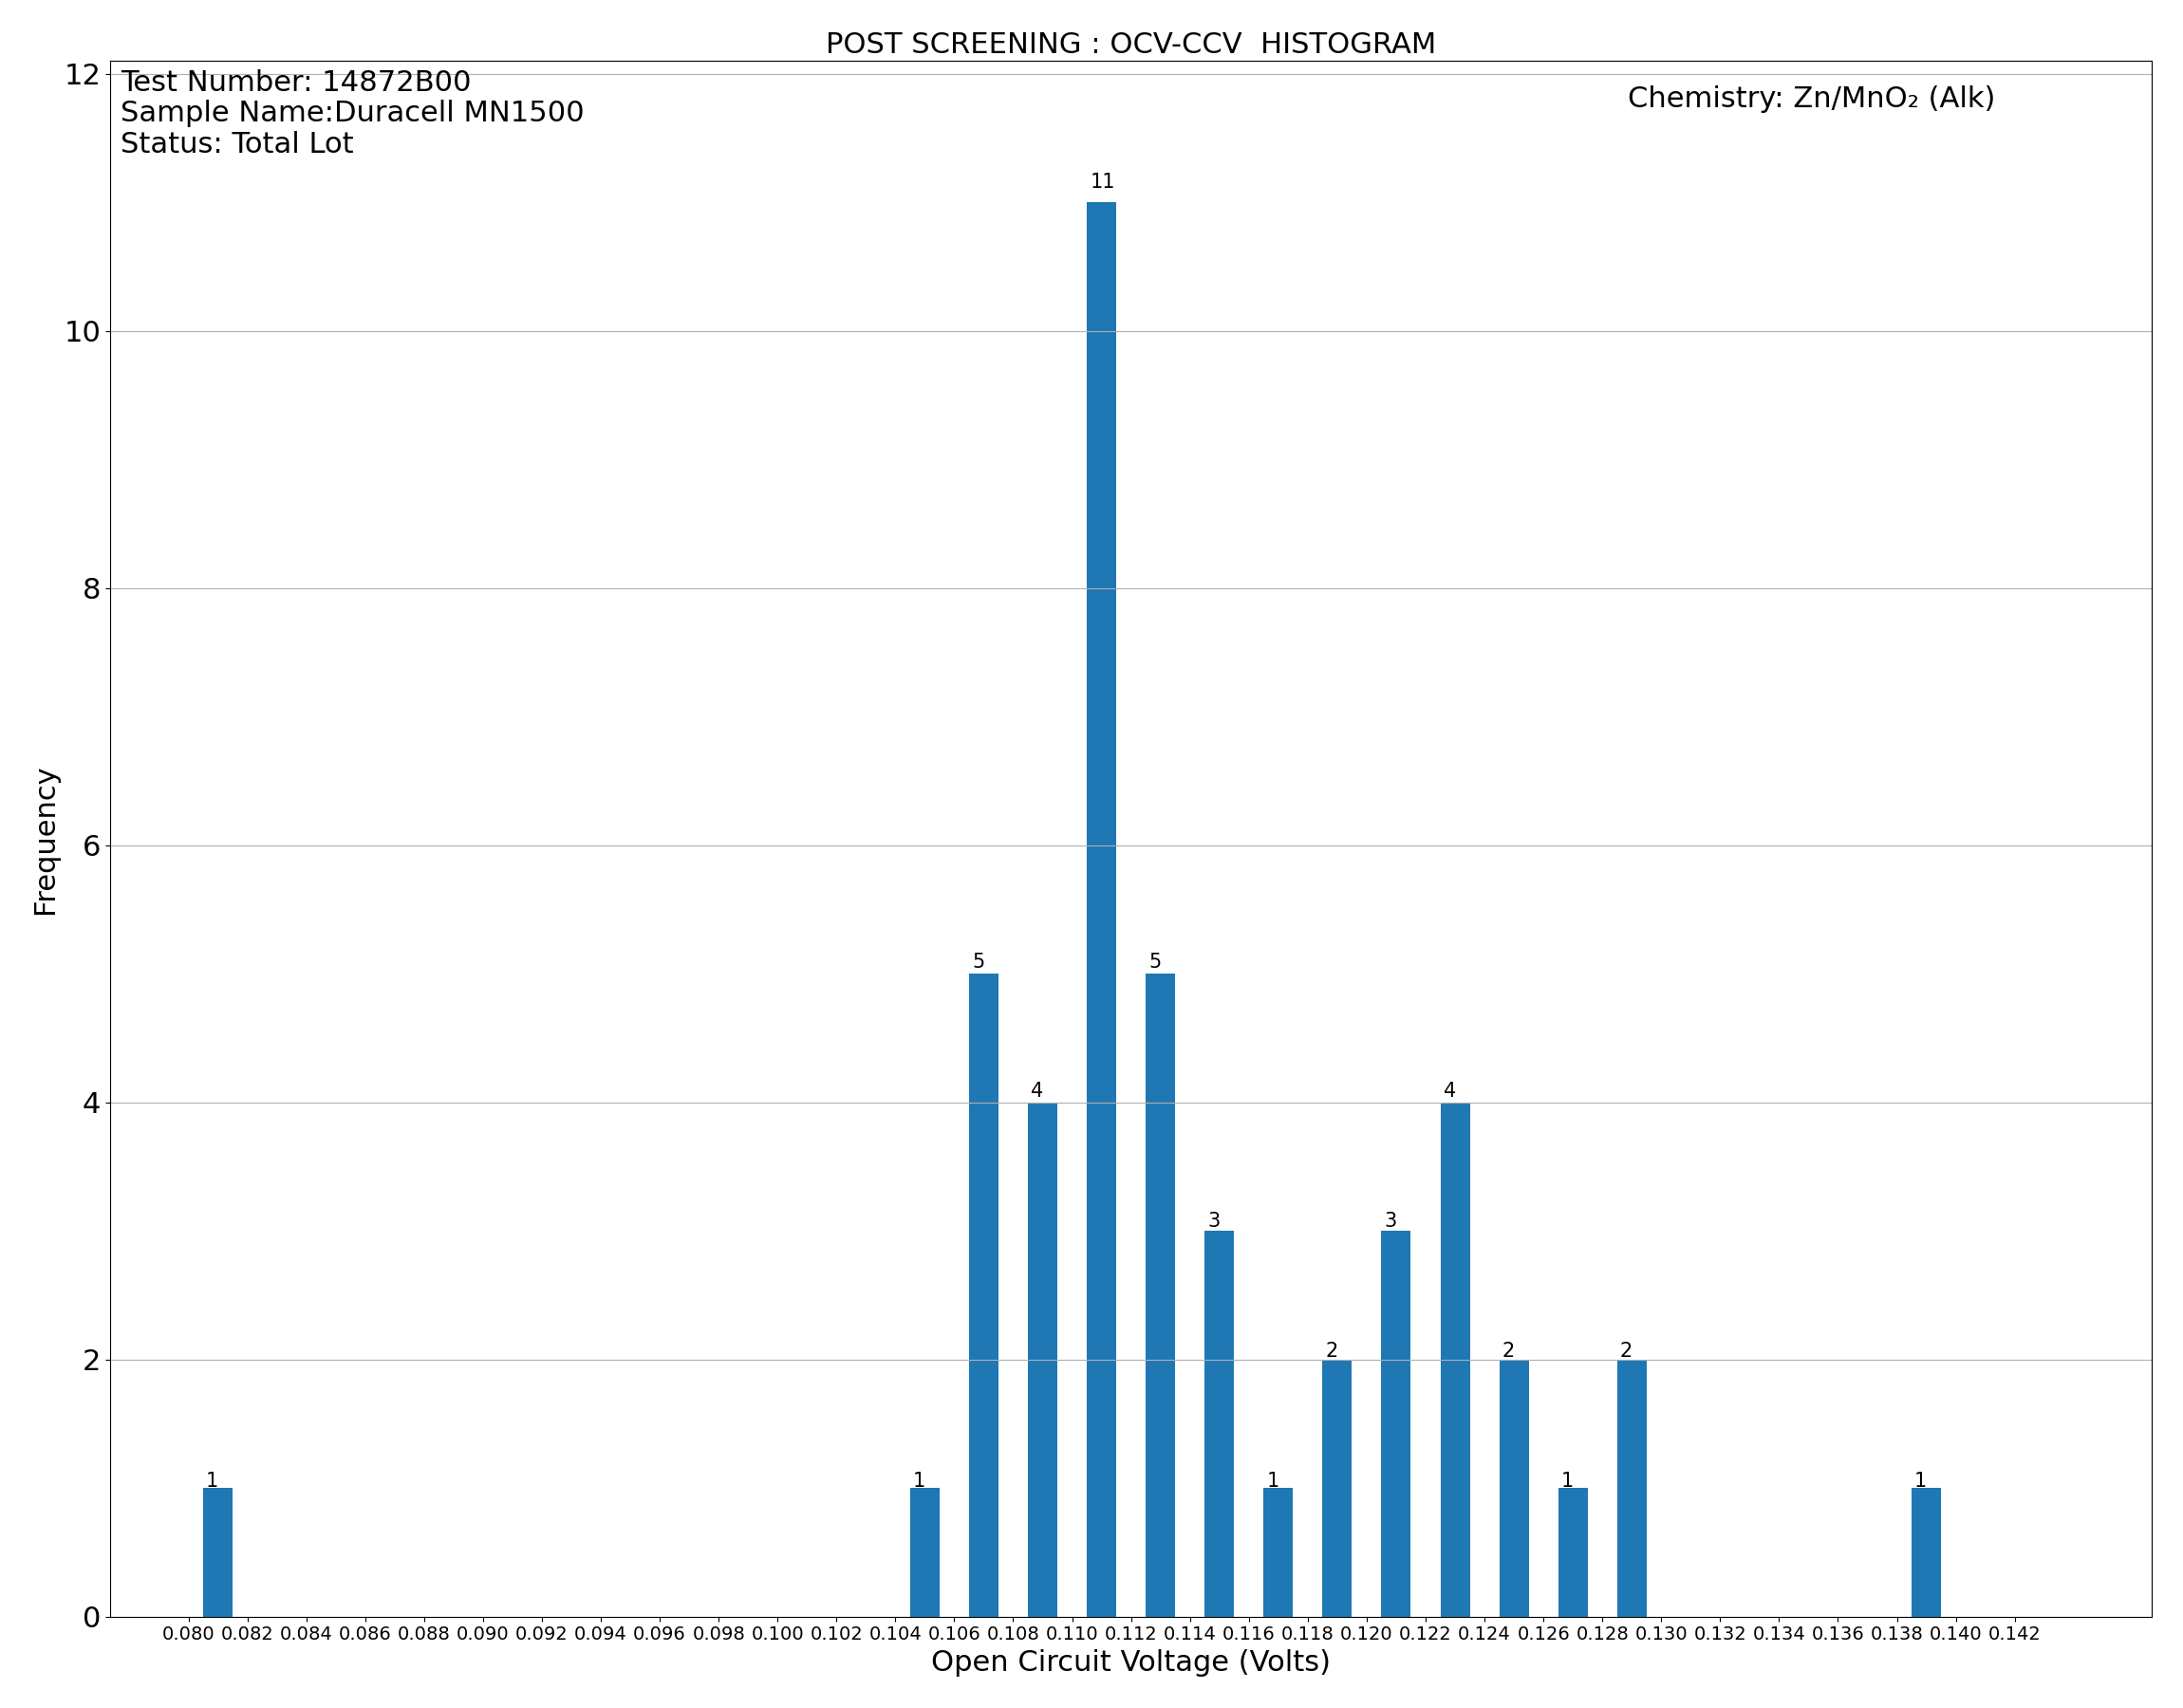 POST SCREENING : OCV-CCV  HISTOGRAM
Test Number: 14872B00
Sample Name:Duracell MN1500
Status: Total Lot
Chemistry: Zn/MnO₂ (Alk)
Frequency
12
10
8
6
4
2
0
1 1 5 4 11 5 3 1 2 3 4 2 1 2 1
0.080 0.082 0.084 0.086 0.088 0.090 0.092 0.094 0.096 0.098 0.100 0.102 0.104 0.106 0.108 0.110 0.112 0.114 0.116 0.118 0.120 0.122 0.124 0.126 0.128 0.130 0.132 0.134 0.136 0.138 0.140 0.142
Open Circuit Voltage (Volts)